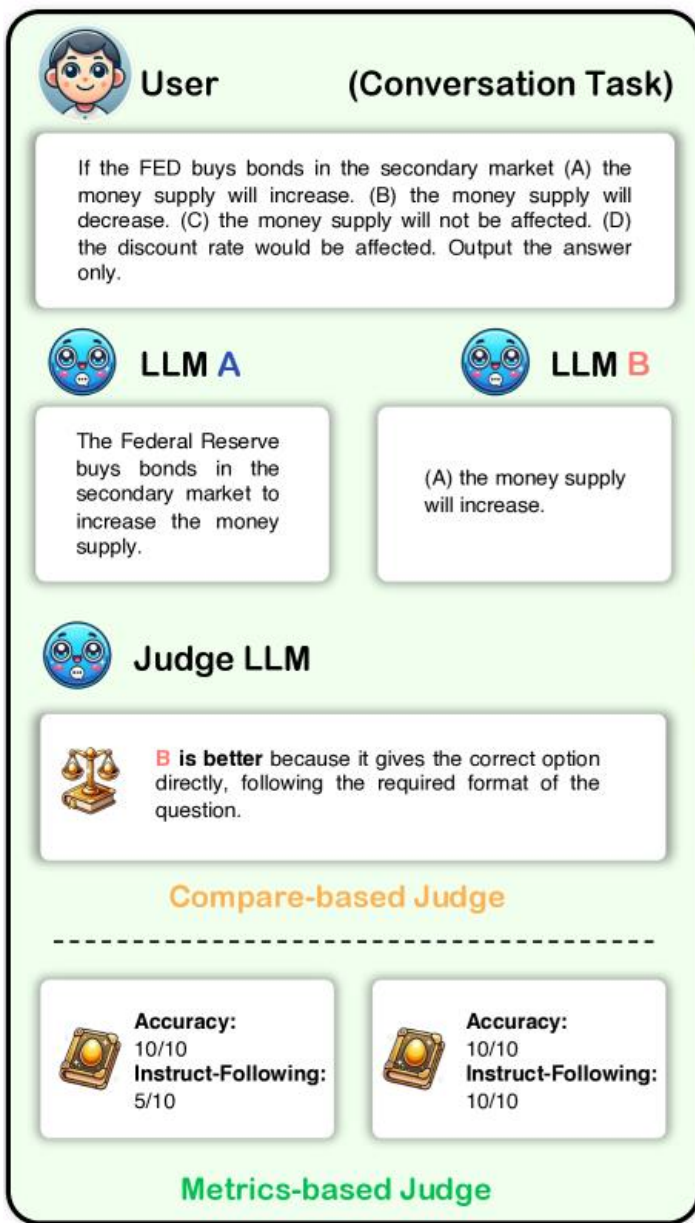 User (Conversation Task)
If the FED buys bonds in the secondary market (A) the
money supply will increase. (B) the money supply will
decrease. (C) the money supply will not be affected. (D)
the discount rate would be affected. Output the answer
only.
LLM A
The Federal Reserve
buys bonds in the
secondary market to
increase the money
supply.
LLM B
(A) the money supply
will increase.
Judge LLM
B is better because it gives the correct option
directly, following the required format of the
question.
Compare-based Judge
Accuracy:
10/10
Instruct-Following:
5/10
Accuracy:
10/10
Instruct-Following:
10/10
Metrics-based Judge